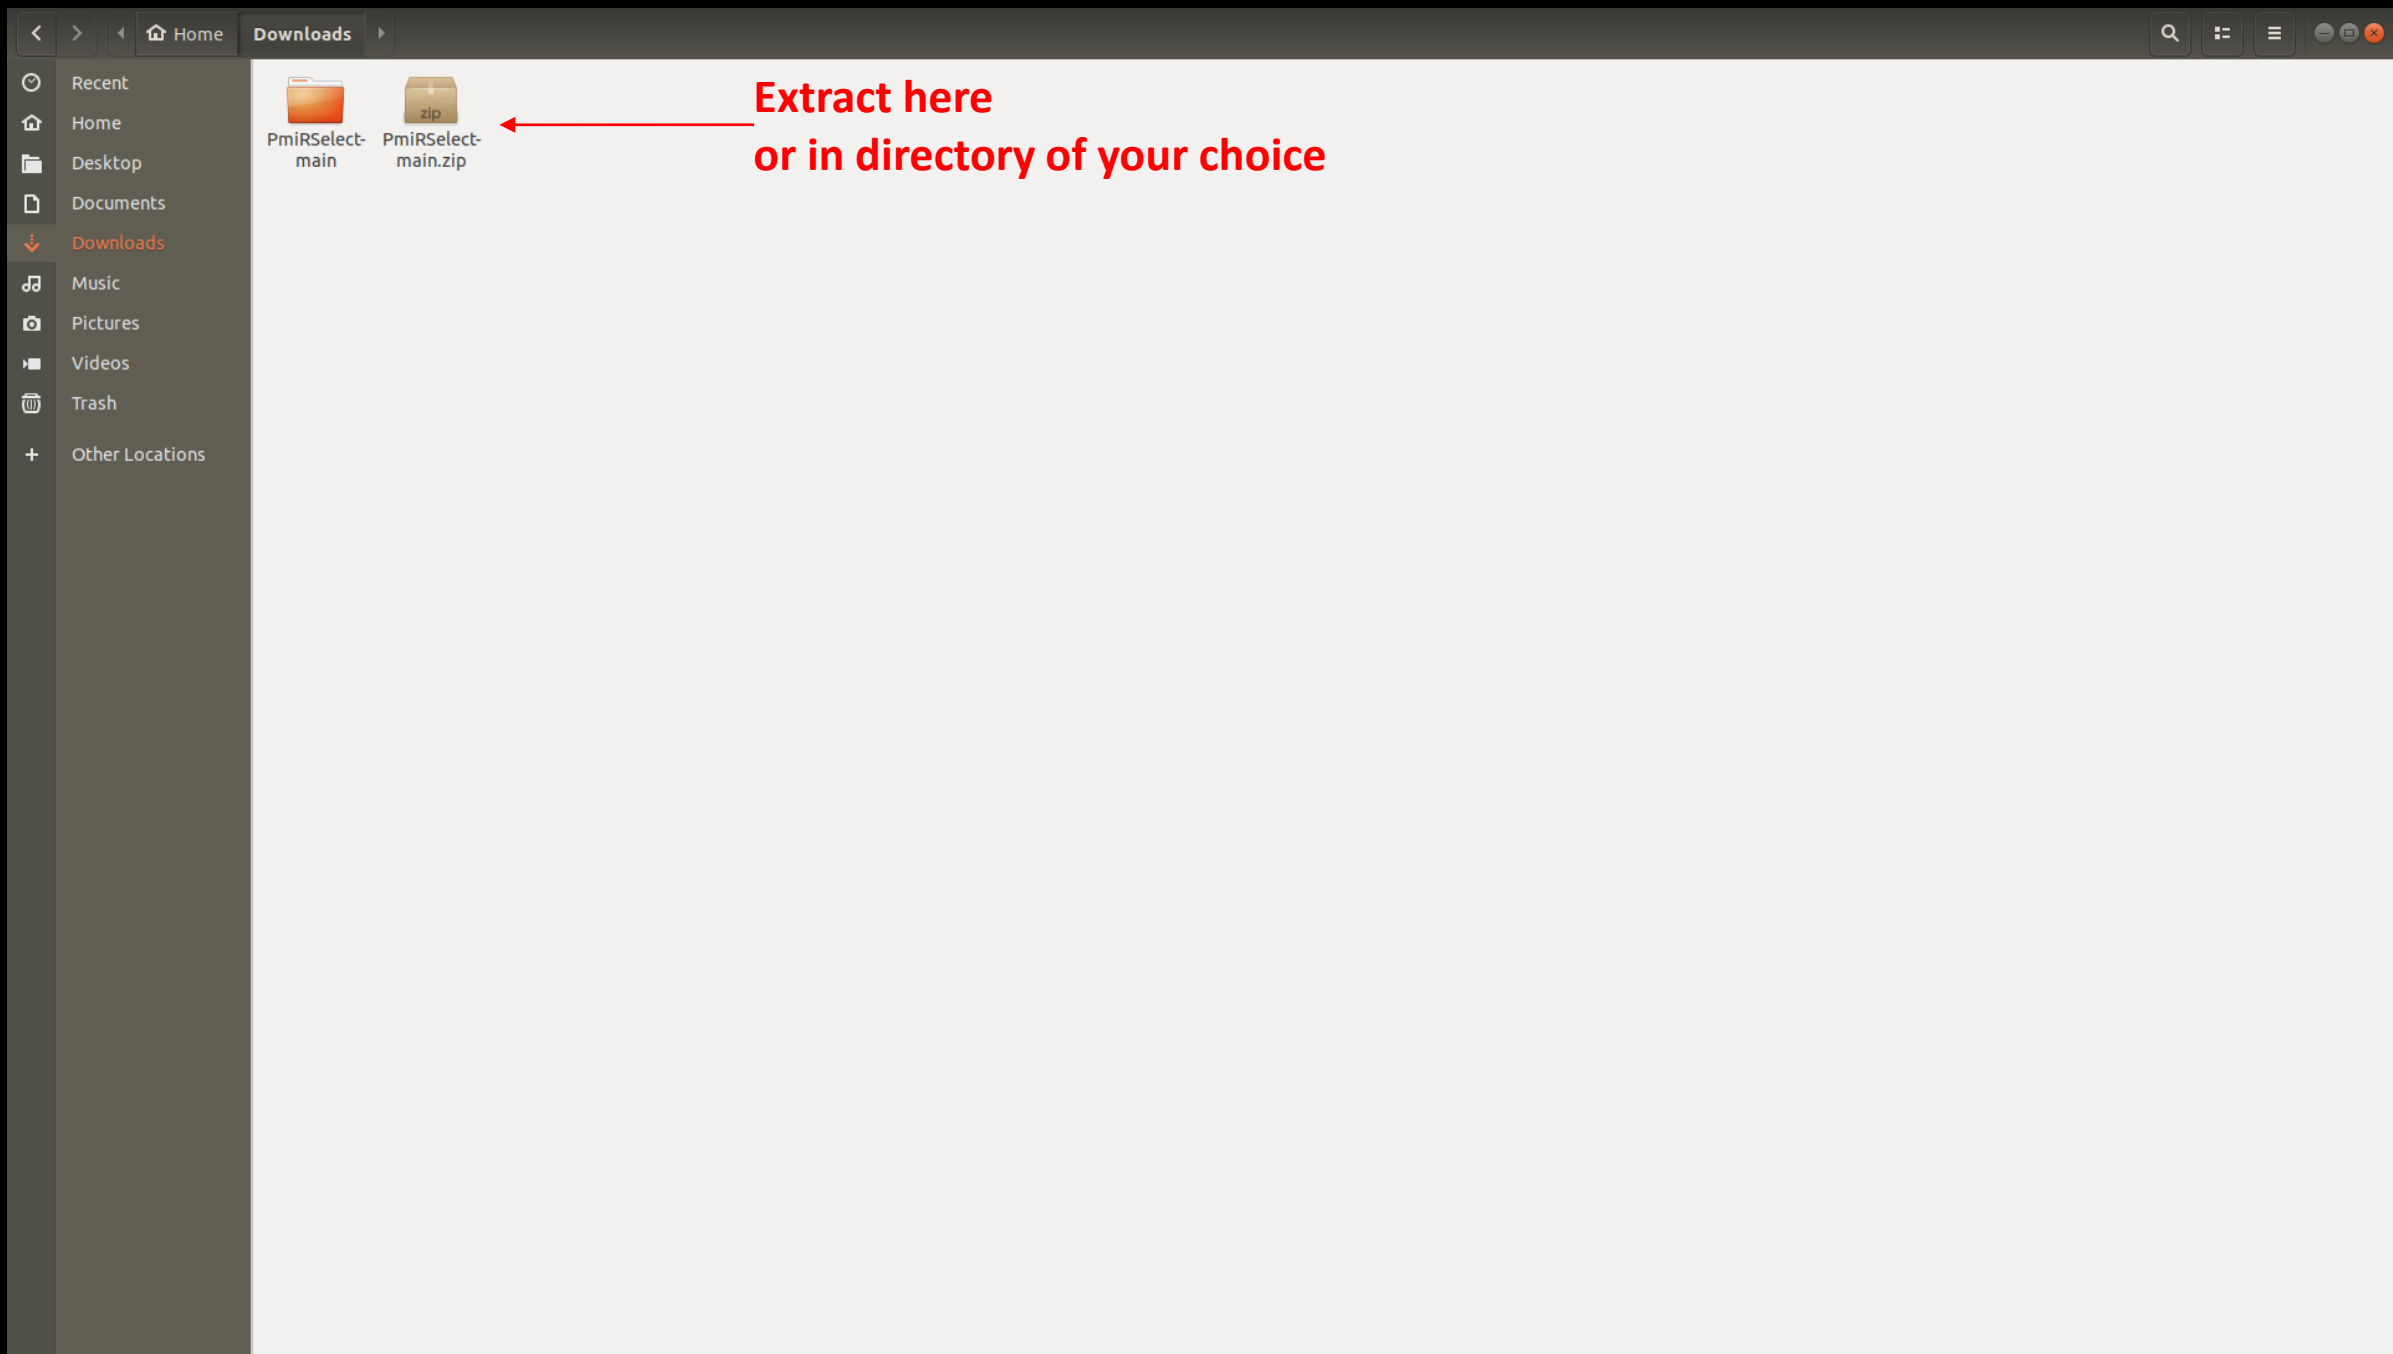 Home Downloads
Recent
Home
Desktop
Documents
Downloads
Music
Pictures
Videos
Trash
+ Other Locations
PmiRSelect-
main
zip
PmiRSelect-
main.zip
Extract here
or in directory of your choice